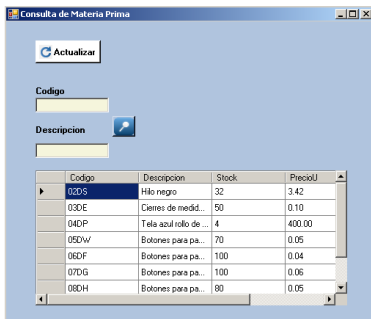 Consulta de Materia Prima
Actualizar
Codigo
Descripcion
Codigo Descripcion Stock PrecioU
02DS Hilo negro 32 3.42
03DE Cierres de medid... 50 0.10
04DP Tela azul rollo de ... 4 400.00
05DW Botones para pa... 70 0.05
06DF Botones para pa... 100 0.04
07DG Botones para pa... 100 0.06
08DH Botones para pa... 80 0.05